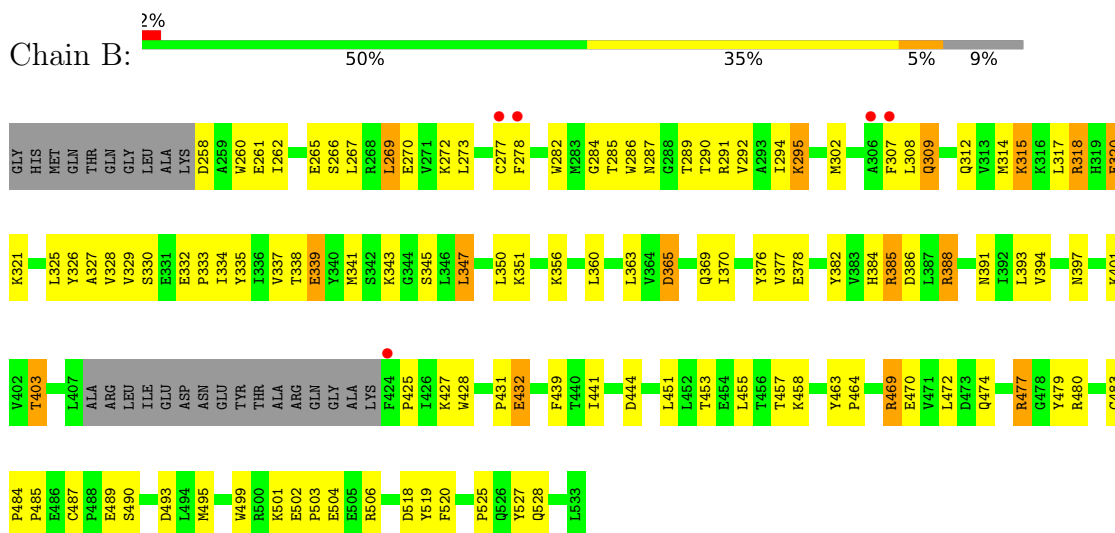 2%
Chain B:
50% 35% 5% 9%
GLY HIS MET GLN THR GLN GLY LEU ALA LYS D258 A259 W260 E261 I262 E265 S266 L267 R268 L269 E270 V271 K272 L273 C277 F278 W282 M283 G284 T285 W286 N287 G288 T289 T290 R291 V292 A293 I294 K295 M302 A306 F307 L308 Q309 Q312 V313 M314 K315 K316 L317 R318 H319 E320
K321 L325 Y326 A327 V328 V329 S330 E331 E332 P333 I334 Y335 I336 V337 T338 E339 Y340 M341 S342 K343 G344 S345 L346 L347 L350 K351 K356 L360 L363 V364 D365 Q369 I370 Y376 V377 E378 Y382 V383 H384 R385 D386 L387 R388 N391 I392 L393 V394 N397 K401
V402 T403 L407 ALA ARG LEU ILE GLU ASP ASN GLU TYR THR ALA ARG GLN GLY ALA LYS F424 P425 I426 K427 W428 P431 E432 F439 T440 I441 D444 L451 L452 T453 E454 L455 T456 T457 K458 Y463 P464 R469 E470 V471 L472 D473 Q474 R477 G478 Y479 R480 C483
P484 P485 E486 C487 P488 E489 S490 D493 L494 M495 W499 R500 K501 E502 P503 E504 E505 R506 D518 Y519 F520 P525 Q526 Y527 Q528 L533